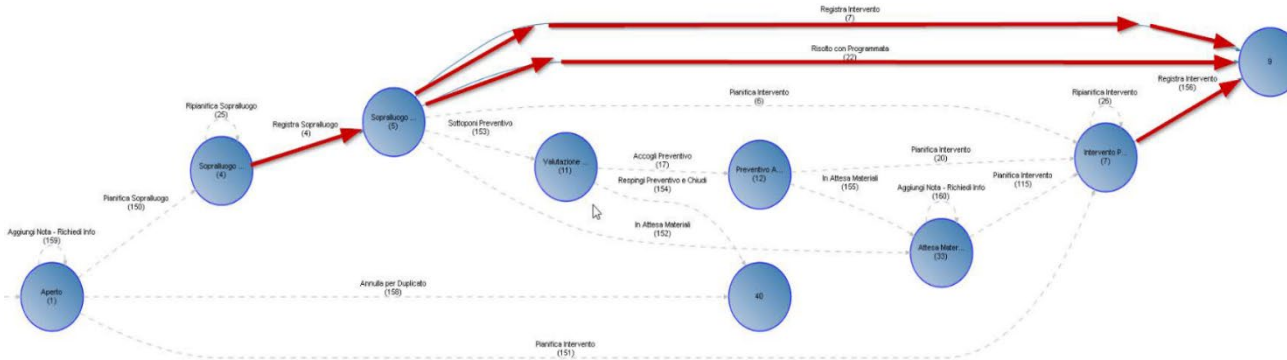 Registra Intervento
(7)
Risolto con Programmata
(22)
9
Registra Intervento
(156)
Ripianifica Sopralluogo
(25)
Registra Sopralluogo
(4)
Sopralluogo ...
(5)
Pianifica Intervento
(6)
Ripianifica Intervento
(26)
Sottoponi Preventivo
(153)
Sopralluogo ...
(4)
Valutazione ...
(11)
Accogli Preventivo
(17)
Preventivo A...
(12)
Pianifica Intervento
(20)
Intervento P...
(7)
Respingi Preventivo e Chiudi
(154)
In Attesa Materiali
(155)
Pianifica Intervento
(115)
Pianifica Sopralluogo
(150)
Aggiungi Nota - Richiedi Info
(160)
In Attesa Materiali
(152)
Attesa Mater...
(33)
Aggiungi Nota - Richiedi Info
(159)
Aperto
(1)
Annulla per Duplicato
(158)
40
Pianifica Intervento
(151)